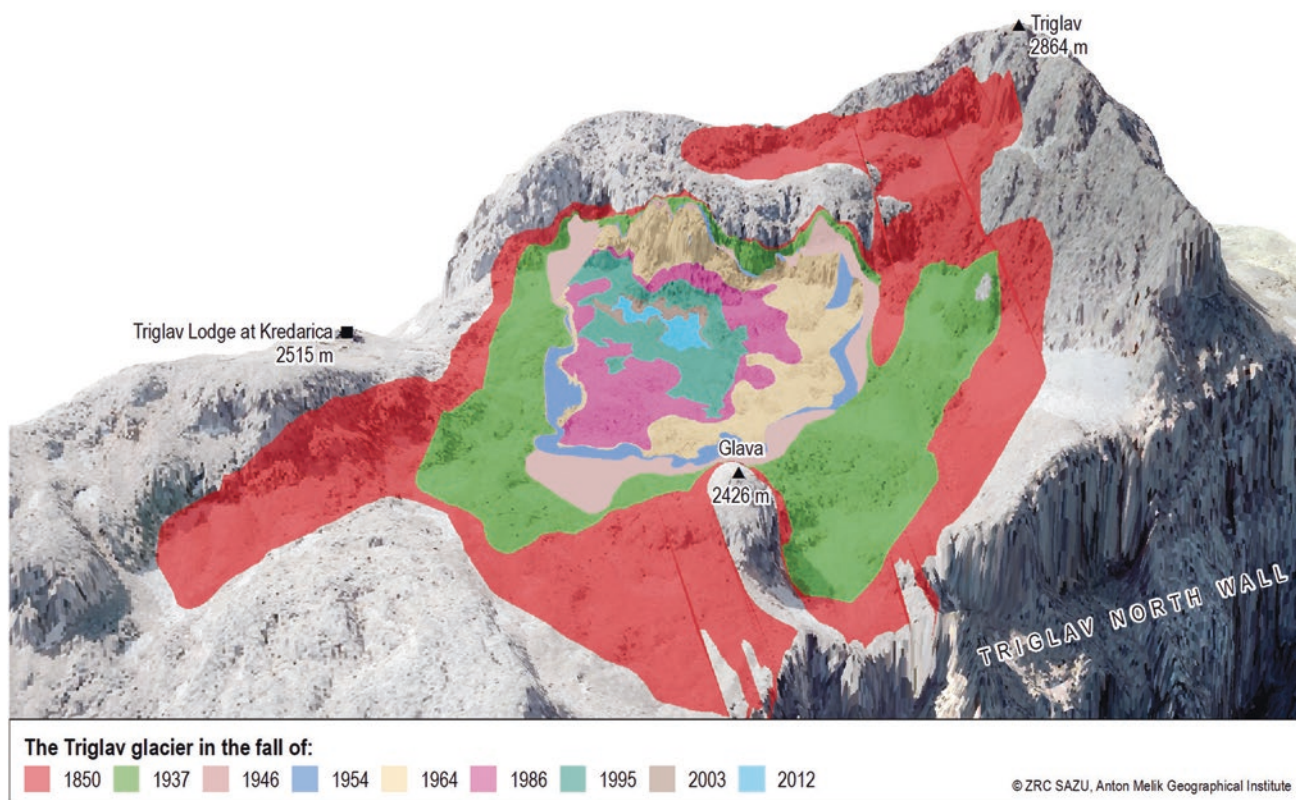 Triglav
2864 m
Triglav Lodge at Kredarica
2515 m
Glava
2426 m
TRIGLAV NORTH WALL
The Triglav glacier in the fall of:
1850 1937 1946 1954 1964 1986 1995 2003 2012
© ZRC SAZU, Anton Melik Geographical Institute